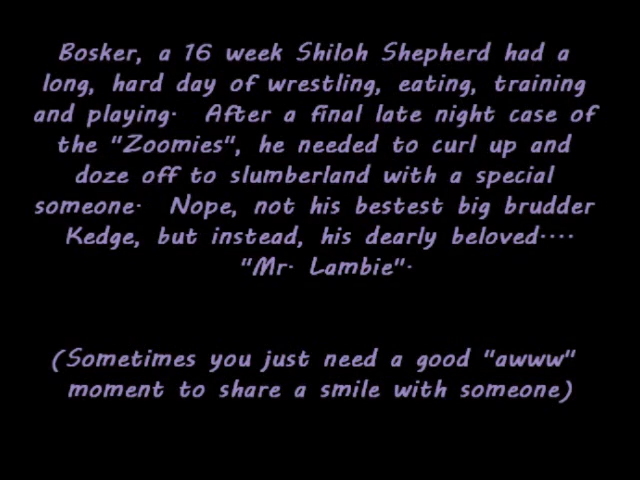 Bosker, a 16 week Shiloh Shepherd had a
long, hard day of wrestling, eating, training
and playing. After a final late night case of
the "Zoomies", he needed to curl up and
doze off to slumberland with a special
someone. Nope, not his bestest big brudder
Kedge, but instead, his dearly beloved....
"Mr. Lambie".
(Sometimes you just need a good "awww"
moment to share a smile with someone)